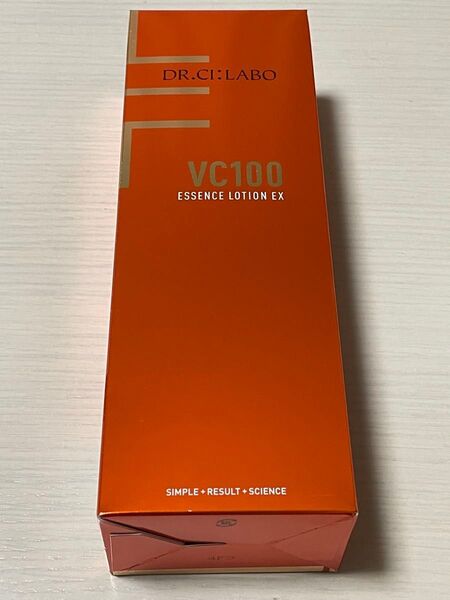 DR.CI:LABO
VC100
ESSENCE LOTION EX
SIMPLE + RESULT + SCIENCE